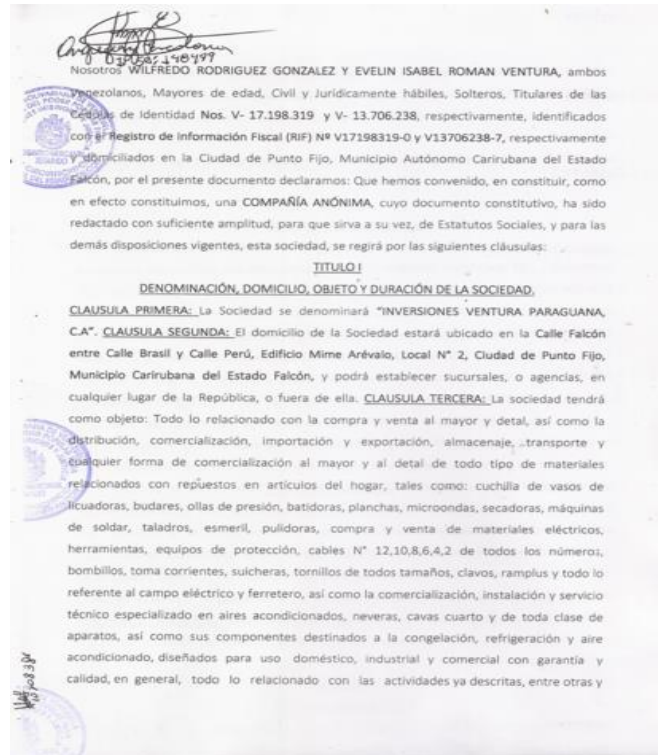 Nosotros WILFREDO RODRIGUEZ GONZALEZ Y EVELIN ISABEL ROMAN VENTURA, ambos
Venezolanos, Mayores de edad, Civil y Jurídicamente hábiles, Solteros, Titulares de las
Cédulas de Identidad Nos. V- 17.198.319 y V- 13.706.238, respectivamente, identificados
con el Registro de Información Fiscal (RIF) Nº V17198319-0 y V13706238-7, respectivamente
y domiciliados en la Ciudad de Punto Fijo, Municipio Autónomo Carirubana del Estado
Falcón, por el presente documento declaramos: Que hemos convenido, en constituir, como
en efecto constituimos, una COMPAÑÍA ANÓNIMA, cuyo documento constitutivo, ha sido
redactado con suficiente amplitud, para que sirva a su vez, de Estatutos Sociales, y para las
demás disposiciones vigentes, esta sociedad, se regirá por las siguientes cláusulas:
TITULO I
DENOMINACIÓN, DOMICILIO, OBJETO Y DURACIÓN DE LA SOCIEDAD.
CLAUSULA PRIMERA: La Sociedad se denominará "INVERSIONES VENTURA PARAGUANA,
C.A". CLAUSULA SEGUNDA: El domicilio de la Sociedad estará ubicado en la Calle Falcón
entre Calle Brasil y Calle Perú, Edificio Mime Arévalo, Local N° 2, Ciudad de Punto Fijo,
Municipio Carirubana del Estado Falcón, y podrá establecer sucursales, o agencias, en
cualquier lugar de la República, o fuera de ella. CLAUSULA TERCERA: La sociedad tendrá
como objeto: Todo lo relacionado con la compra y venta al mayor y detal, así como la
distribución, comercialización, importación y exportación, almacenaje, transporte y
cualquier forma de comercialización al mayor y al detal de todo tipo de materiales
relacionados con repuestos en artículos del hogar, tales como: cuchilla de vasos de
licuadoras, budares, ollas de presión, batidoras, planchas, microondas, secadoras, máquinas
de soldar, taladros, esmeril, pulidoras, compra y venta de materiales eléctricos,
herramientas, equipos de protección, cables N° 12,10,8,6,4,2 de todos los números,
bombillos, toma corrientes, suicheras, tornillos de todos tamaños, clavos, ramplus y todo lo
referente al campo eléctrico y ferretero, así como la comercialización, instalación y servicio
técnico especializado en aires acondicionados, neveras, cavas cuarto y de toda clase de
aparatos, así como sus componentes destinados a la congelación, refrigeración y aire
acondicionado, diseñados para uso doméstico, industrial y comercial con garantía y
calidad, en general, todo lo relacionado con las actividades ya descritas, entre otras y